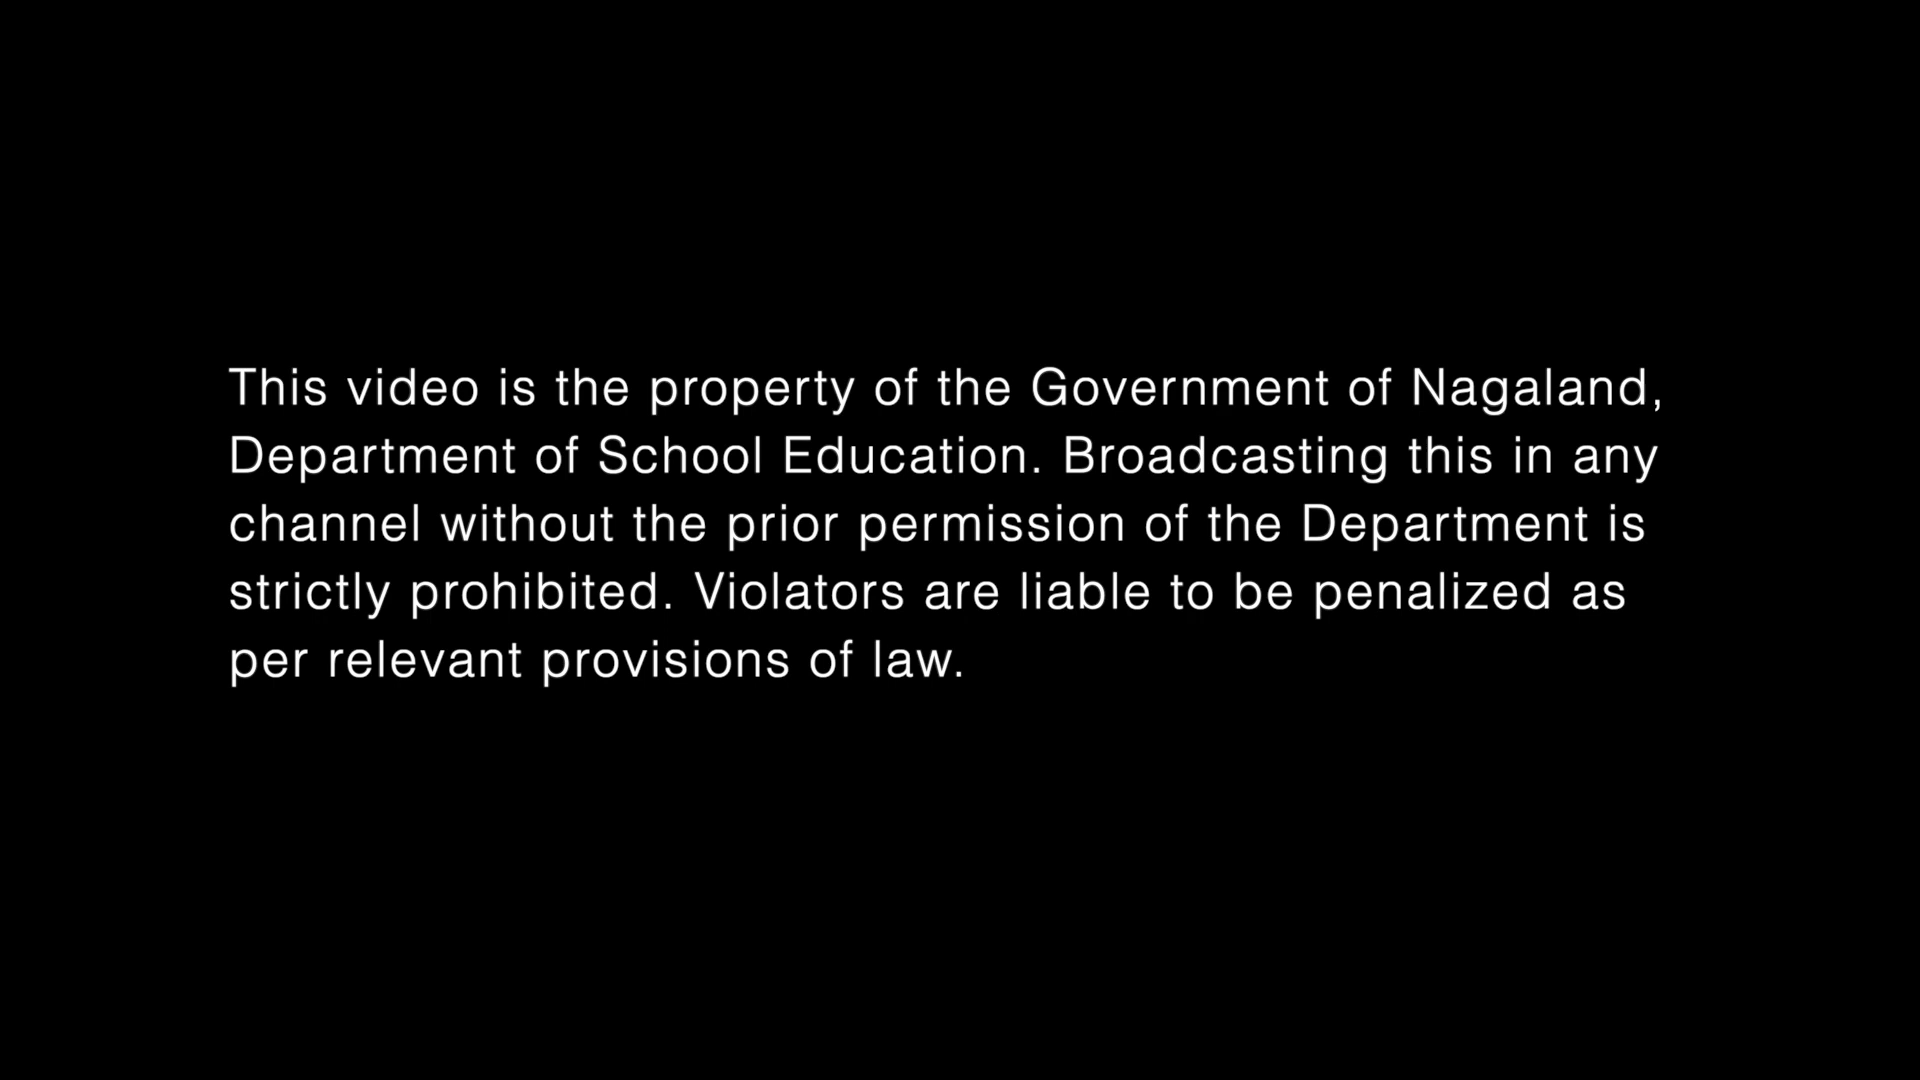 This video is the property of the Government of Nagaland,
Department of School Education. Broadcasting this in any
channel without the prior permission of the Department is
strictly prohibited. Violators are liable to be penalized as
per relevant provisions of law.